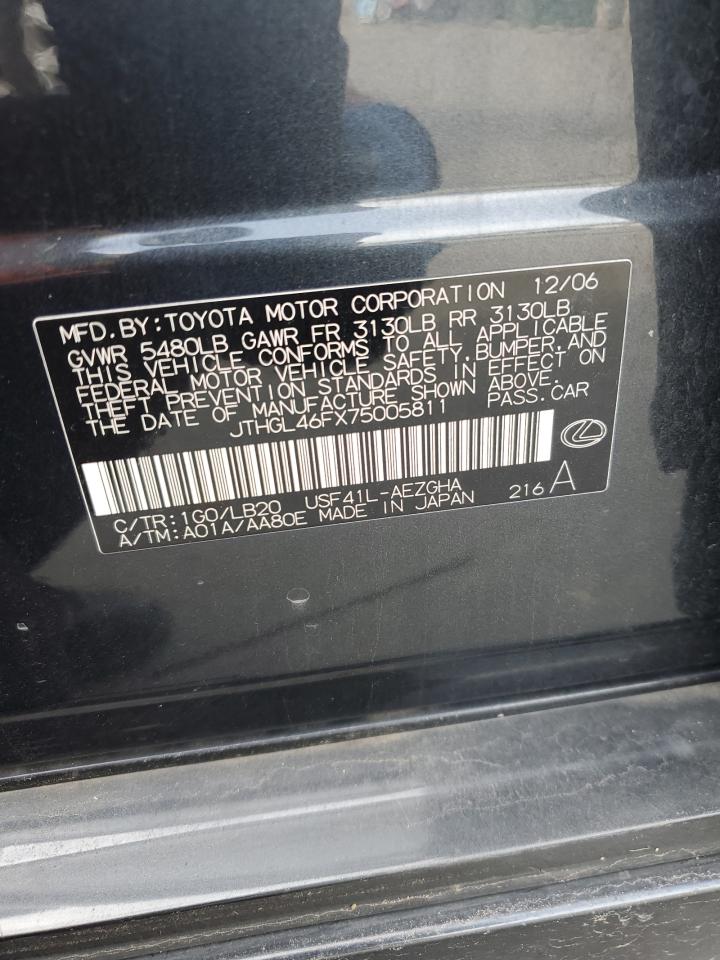 MFD.BY:TOYOTA MOTOR CORPORATION 12/06
GVWR 5480LB GAWR FR 3130LB RR 3130LB
THIS VEHICLE CONFORMS TO ALL APPLICABLE
FEDERAL MOTOR VEHICLE SAFETY,BUMPER,AND
THEFT PREVENTION STANDARDS IN EFFECT ON
THE DATE OF MANUFACTURE SHOWN ABOVE.
JTHGL46FX75005811 PASS.CAR
C/TR:1G0/LB20 USF41L-AEZGHA
A/TM:A01A/AA80E MADE IN JAPAN 216 A